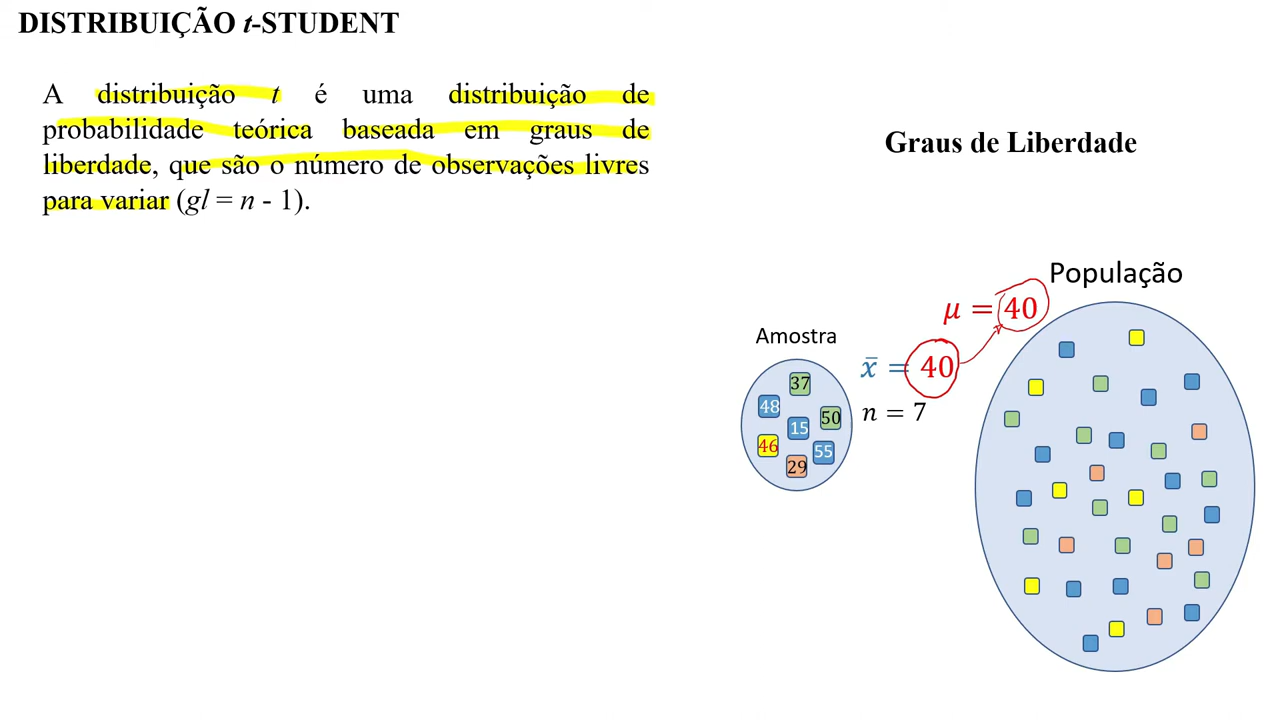 DISTRIBUIÇÃO t-STUDENT
A distribuição t é uma distribuição de
probabilidade teórica baseada em graus de
liberdade, que são o número de observações livres
para variar (gl = n - 1).
Graus de Liberdade
População
μ = 40
Amostra
x̄ = 40
n = 7
37
48
50
15
46
55
29